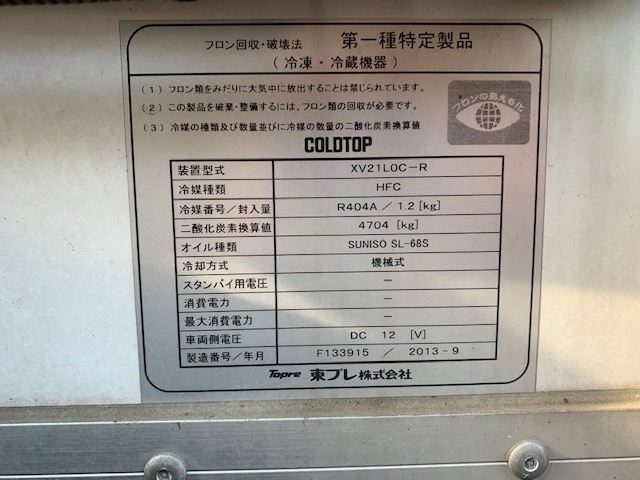 フロン回収・破壊法 第一種特定製品
（ 冷凍・冷蔵機器 ）
（１）フロン類をみだりに大気中に放出することは禁じられています。
（２）この製品を破棄・整備するには、フロン類の回収が必要です。
（３）冷媒の種類及び数量並びに冷媒の数量の二酸化炭素換算値
フロンの見える化
COLDTOP
装置型式 XV21LOC-R
冷媒種類 HFC
冷媒番号／封入量 R404A / 1.2 [kg]
二酸化炭素換算値 4704 [kg]
オイル種類 SUNISO SL-68S
冷却方式 機械式
スタンバイ用電圧 －
消費電力 －
最大消費電力 －
車両側電圧 DC 12 [V]
製造番号／年月 F133915 / 2013-9
Topre 東プレ株式会社